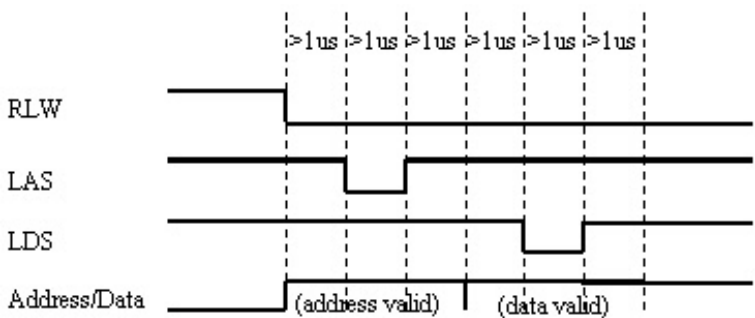 >1us >1us >1us >1us >1us >1us
RLW
LAS
LDS
Address/Data (address valid) (data valid)